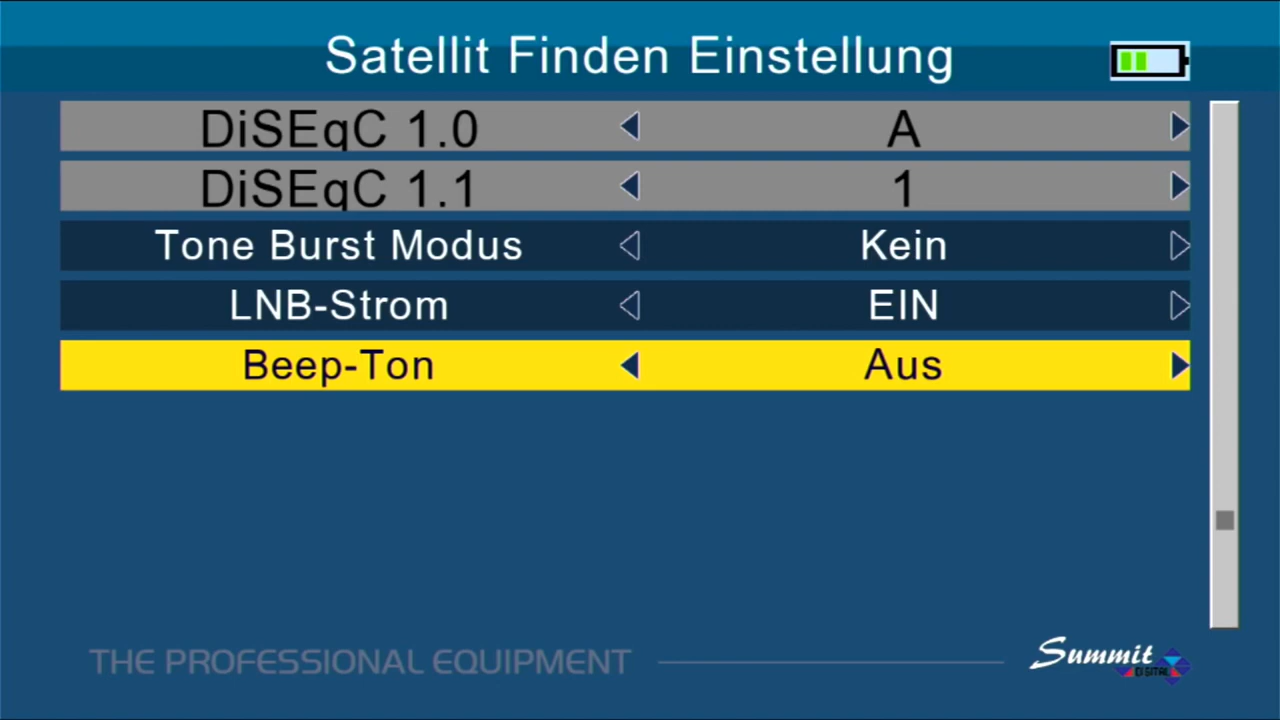 Satellit Finden Einstellung
DiSEqC 1.0 A
DiSEqC 1.1 1
Tone Burst Modus Kein
LNB-Strom EIN
Beep-Ton Aus
THE PROFESSIONAL EQUIPMENT
Summit
DIGITAL